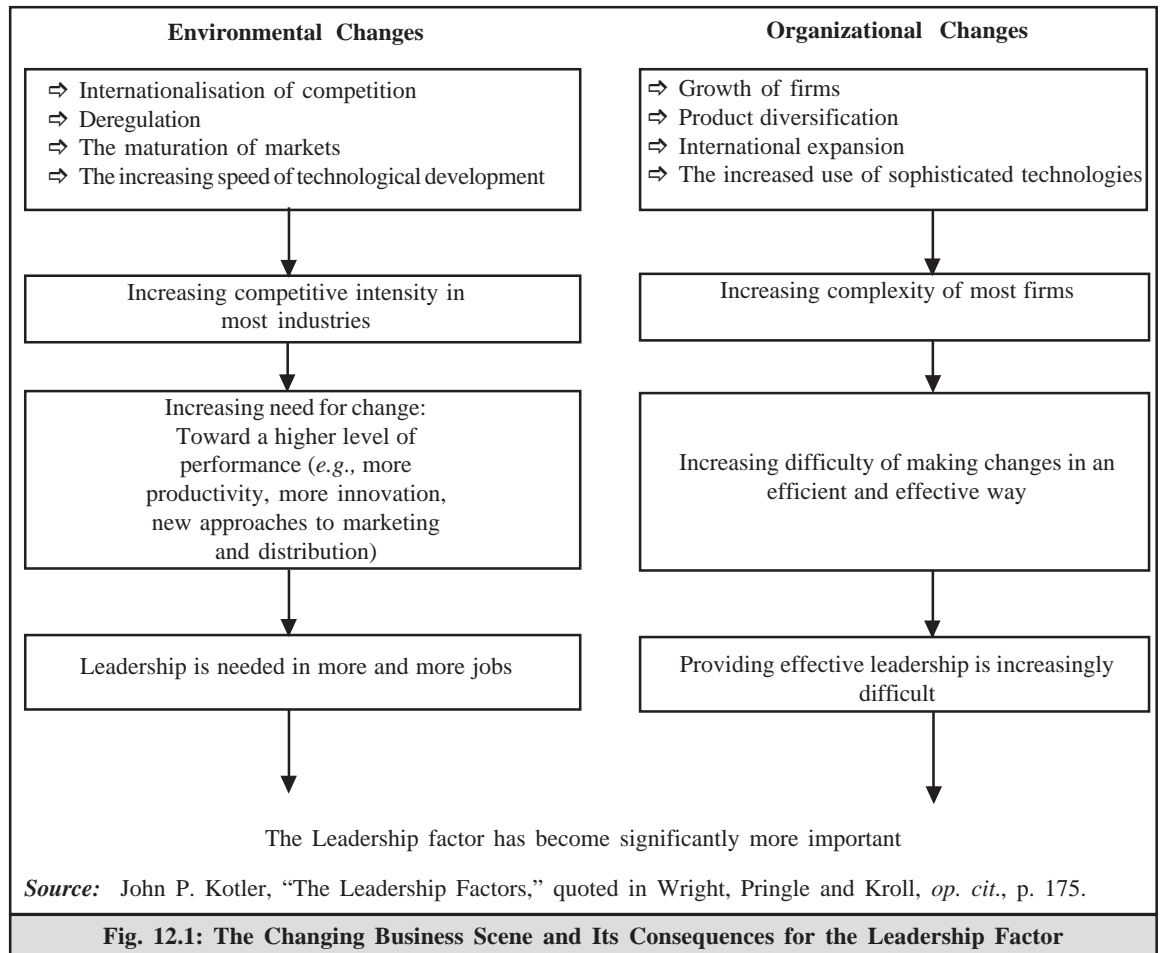 Environmental Changes
⇨ Internationalisation of competition
⇨ Deregulation
⇨ The maturation of markets
⇨ The increasing speed of technological development
Increasing competitive intensity in
most industries
Increasing need for change:
Toward a higher level of
performance (e.g., more
productivity, more innovation,
new approaches to marketing
and distribution)
Leadership is needed in more and more jobs
Organizational Changes
⇨ Growth of firms
⇨ Product diversification
⇨ International expansion
⇨ The increased use of sophisticated technologies
Increasing complexity of most firms
Increasing difficulty of making changes in an
efficient and effective way
Providing effective leadership is increasingly
difficult
The Leadership factor has become significantly more important
Source: John P. Kotler, “The Leadership Factors,” quoted in Wright, Pringle and Kroll, op. cit., p. 175.
Fig. 12.1: The Changing Business Scene and Its Consequences for the Leadership Factor